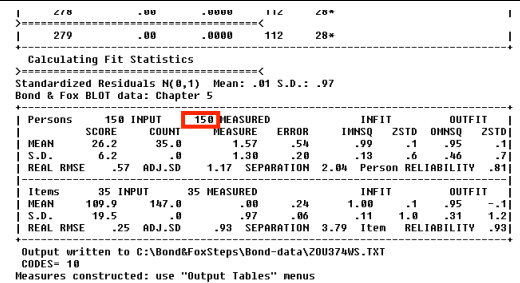 | 278 .00 .0000 112 28* |
>=====================================<
| 279 .00 .0000 112 28* |
+----------------------------------------------------------------------------+
Calculating Fit Statistics
>=====================================<
Standardized Residuals N(0,1) Mean: .01 S.D.: .97
Bond & Fox BLOT data: Chapter 5
+----------------------------------------------------------------------------+
| Persons 150 INPUT 150 MEASURED INFIT OUTFIT |
| SCORE COUNT MEASURE ERROR IMNSQ ZSTD OMNSQ ZSTD|
| MEAN 26.2 35.0 1.57 .54 .99 .1 .95 .1|
| S.D. 6.2 .0 1.30 .20 .13 .6 .46 .7|
| REAL RMSE .57 ADJ.SD 1.17 SEPARATION 2.04 Person RELIABILITY .81|
|----------------------------------------------------------------------------|
| Items 35 INPUT 35 MEASURED INFIT OUTFIT |
| MEAN 109.9 147.0 .00 .24 1.00 .1 .95 -.1|
| S.D. 19.5 .0 .97 .06 .11 1.0 .31 1.2|
| REAL RMSE .25 ADJ.SD .93 SEPARATION 3.79 Item RELIABILITY .93|
+----------------------------------------------------------------------------+
Output written to C:\Bond&FoxSteps\Bond-data\ZOU374WS.TXT
CODES= 10
Measures constructed: use "Output Tables" menus